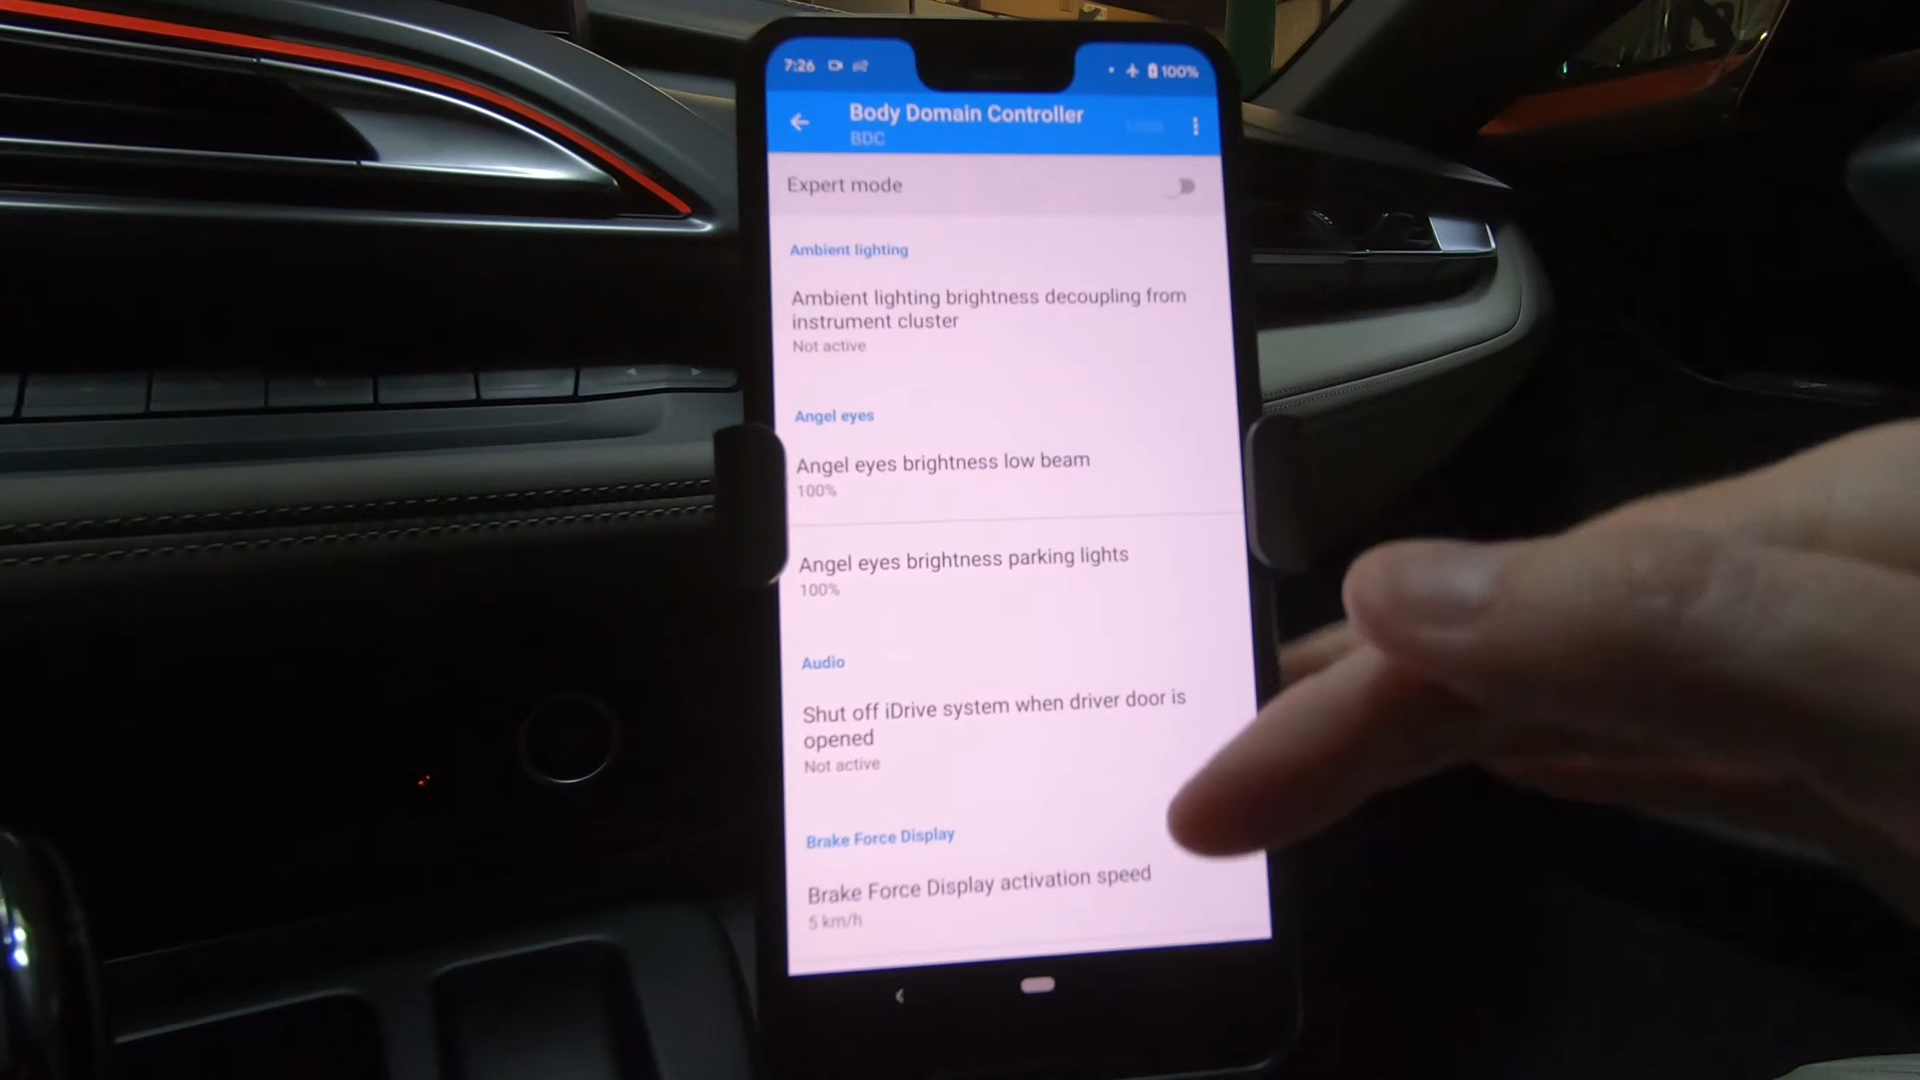 7:26
100%
Body Domain Controller
BDC
Expert mode
Ambient lighting
Ambient lighting brightness decoupling from
instrument cluster
Not active
Angel eyes
Angel eyes brightness low beam
100%
Angel eyes brightness parking lights
100%
Audio
Shut off iDrive system when driver door is
opened
Not active
Brake Force Display
Brake Force Display activation speed
5 km/h